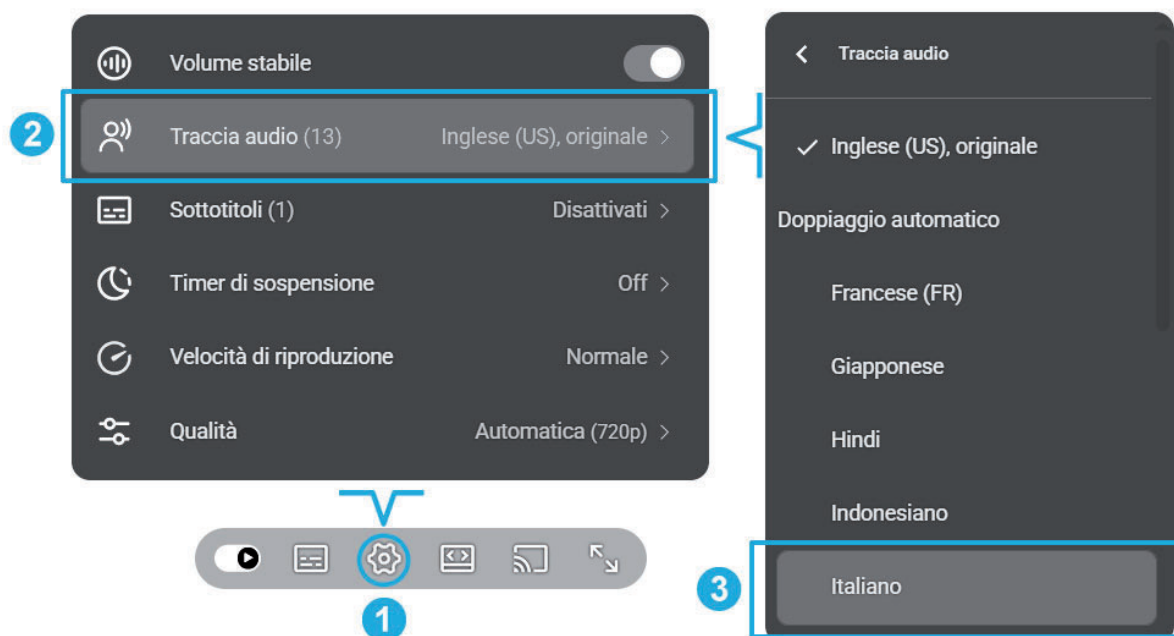 Volume stabile
2
Traccia audio (13) Inglese (US), originale >
Sottotitoli (1) Disattivati >
Timer di sospensione Off >
Velocità di riproduzione Normale >
Qualità Automatica (720p) >
1
< Traccia audio
✓ Inglese (US), originale
Doppiaggio automatico
Francese (FR)
Giapponese
Hindi
Indonesiano
3
Italiano